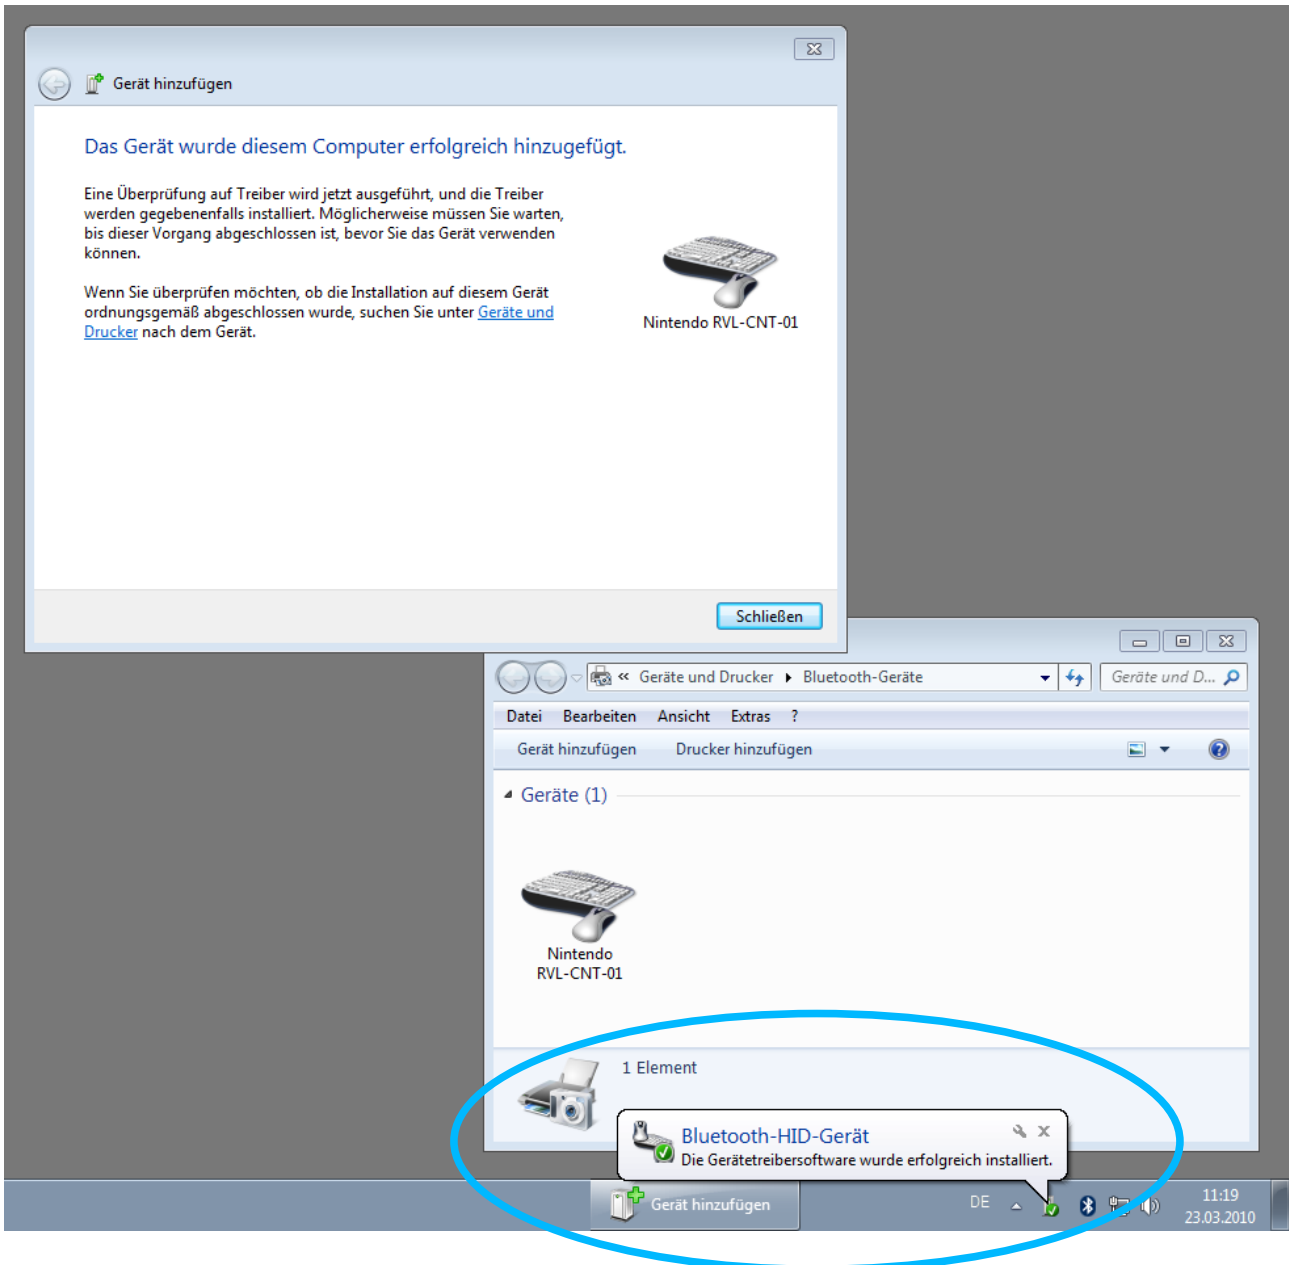 Gerät hinzufügen
Das Gerät wurde diesem Computer erfolgreich hinzugefügt.
Eine Überprüfung auf Treiber wird jetzt ausgeführt, und die Treiber
werden gegebenenfalls installiert. Möglicherweise müssen Sie warten,
bis dieser Vorgang abgeschlossen ist, bevor Sie das Gerät verwenden
können.
Wenn Sie überprüfen möchten, ob die Installation auf diesem Gerät
ordnungsgemäß abgeschlossen wurde, suchen Sie unter Geräte und
Drucker nach dem Gerät.
Nintendo RVL-CNT-01
Schließen
« Geräte und Drucker Bluetooth-Geräte
Geräte und D...
Datei Bearbeiten Ansicht Extras ?
Gerät hinzufügen Drucker hinzufügen
Geräte (1)
Nintendo
RVL-CNT-01
1 Element
Bluetooth-HID-Gerät
Die Gerätetreibersoftware wurde erfolgreich installiert.
Gerät hinzufügen
DE
11:19
23.03.2010